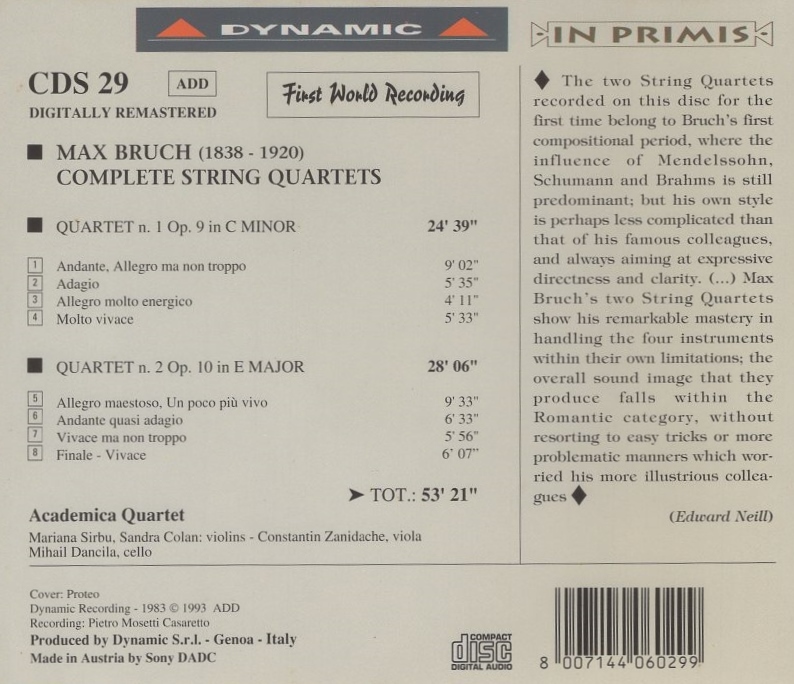 DYNAMIC
IN PRIMIS
CDS 29
ADD
DIGITALLY REMASTERED
First World Recording
MAX BRUCH (1838 - 1920)
COMPLETE STRING QUARTETS
QUARTET n. 1 Op. 9 in C MINOR 24' 39"
1 Andante, Allegro ma non troppo 9' 02"
2 Adagio 5' 35"
3 Allegro molto energico 4' 11"
4 Molto vivace 5' 33"
QUARTET n. 2 Op. 10 in E MAJOR 28' 06"
5 Allegro maestoso, Un poco più vivo 9' 33"
6 Andante quasi adagio 6' 33"
7 Vivace ma non troppo 5' 56"
8 Finale - Vivace 6' 07"
➤ TOT.: 53' 21"
Academica Quartet
Mariana Sirbu, Sandra Colan: violins - Constantin Zanidache, viola
Mihail Dancila, cello
♦ The two String Quartets
recorded on this disc for the
first time belong to Bruch's first
compositional period, where the
influence of Mendelssohn,
Schumann and Brahms is still
predominant; but his own style
is perhaps less complicated than
that of his famous colleagues,
and always aiming at expressive
directness and clarity. (...) Max
Bruch's two String Quartets
show his remarkable mastery in
handling the four instruments
within their own limitations; the
overall sound image that they
produce falls within the
Romantic category, without
resorting to easy tricks or more
problematic manners which wor-
ried his more illustrious collea-
gues ♦
(Edward Neill)
Cover: Proteo
Dynamic Recording - 1983 © 1993 ADD
Recording: Pietro Mosetti Casaretto
Produced by Dynamic S.r.l. - Genoa - Italy
Made in Austria by Sony DADC
COMPACT
disc
DIGITAL AUDIO
8 007144 060299